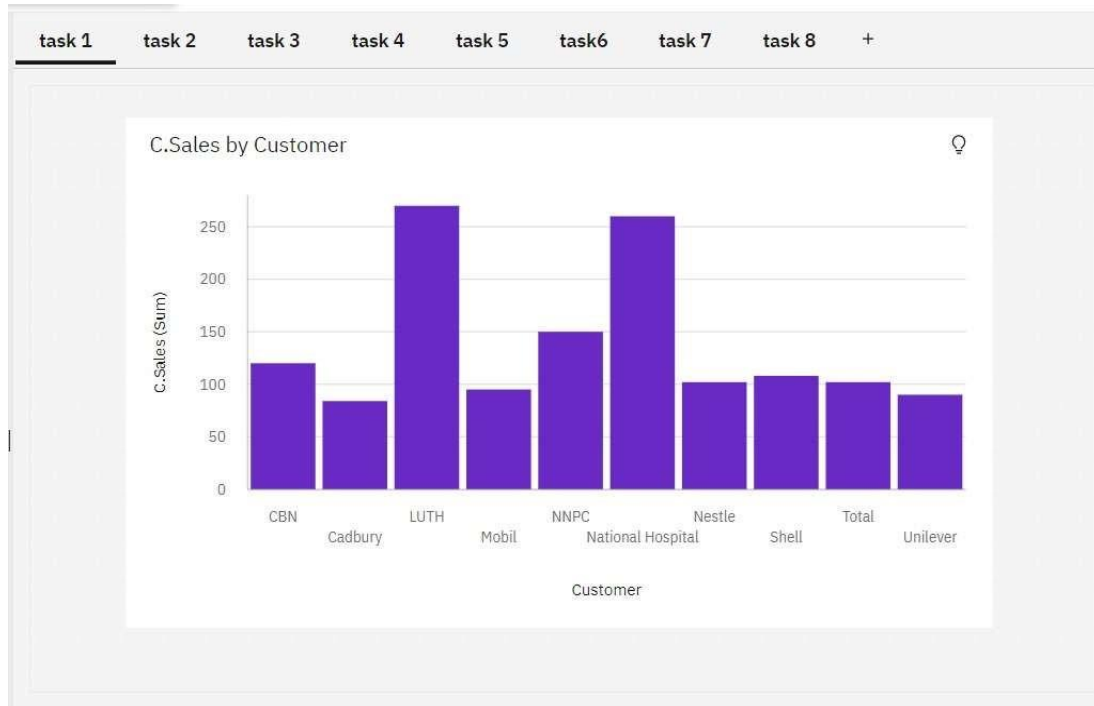 task 1 task 2 task 3 task 4 task 5 task6 task 7 task 8 +
C.Sales by Customer
C.Sales (Sum)
250
200
150
100
50
0
CBN LUTH NNPC Nestle Total
Cadbury Mobil National Hospital Shell Unilever
Customer